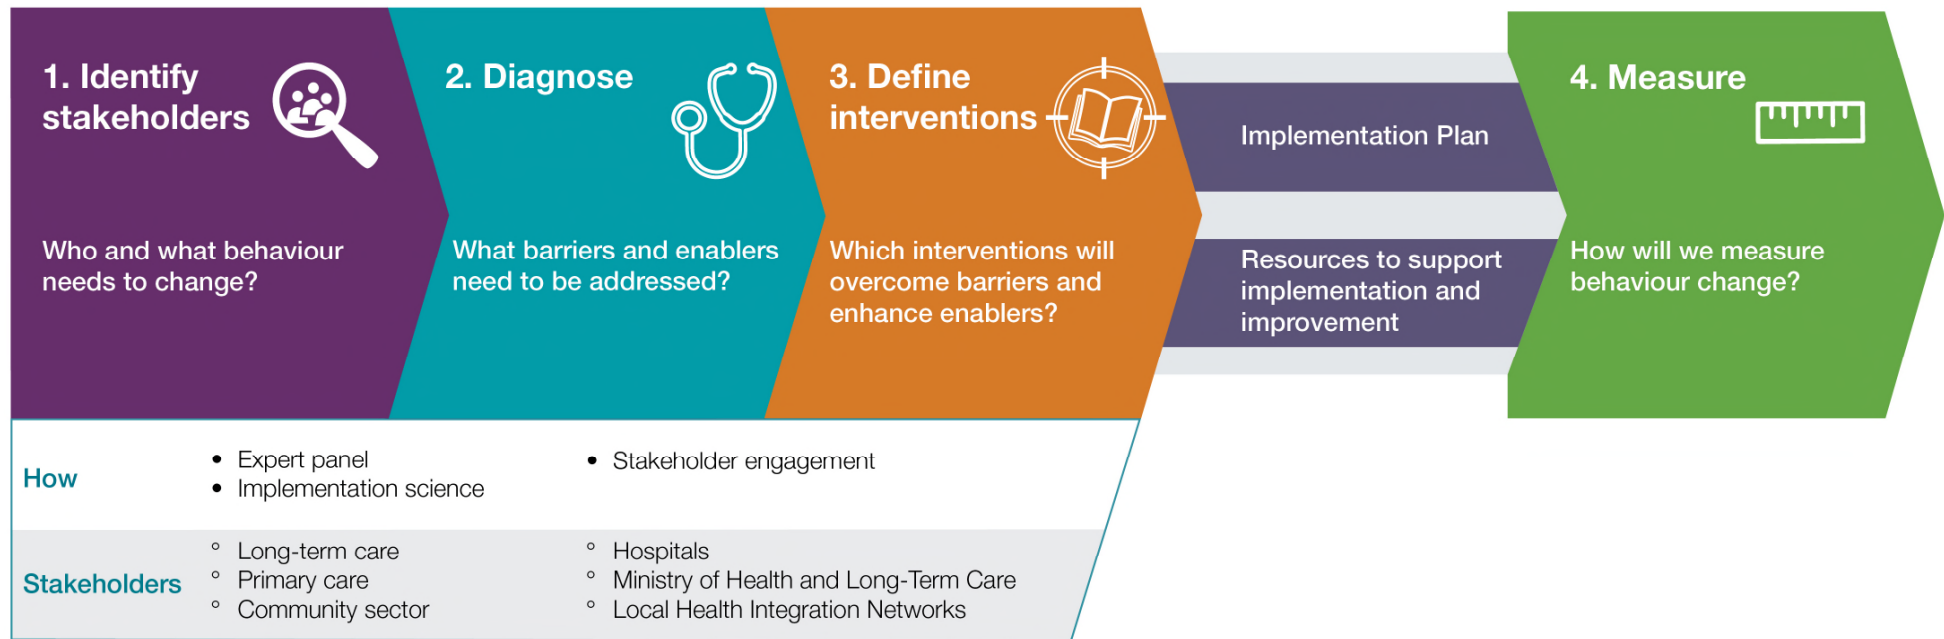 1. Identify
stakeholders
Who and what behaviour
needs to change?
2. Diagnose
What barriers and enablers
need to be addressed?
3. Define
interventions
Which interventions will
overcome barriers and
enhance enablers?
Implementation Plan
Resources to support
implementation and
improvement
4. Measure
How will we measure
behaviour change?
How
• Expert panel
• Implementation science
• Stakeholder engagement
Stakeholders
° Long-term care
° Primary care
° Community sector
° Hospitals
° Ministry of Health and Long-Term Care
° Local Health Integration Networks